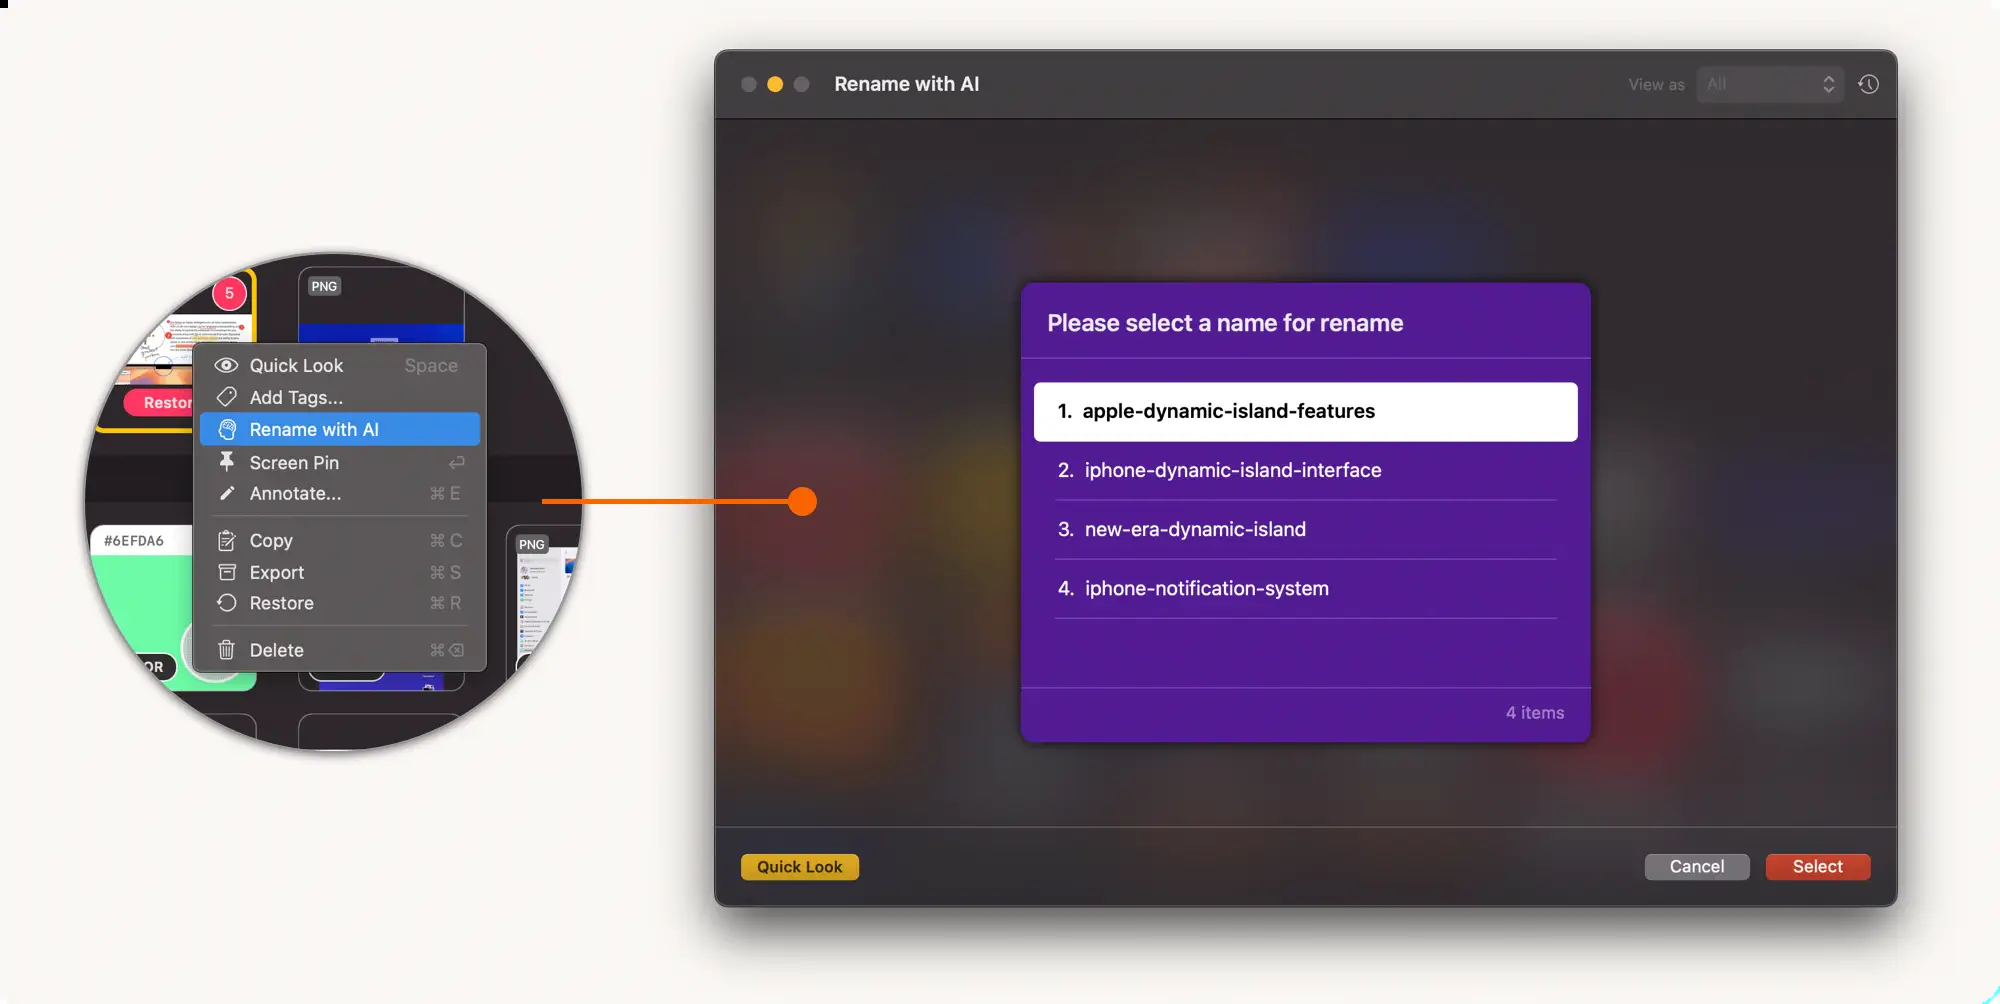 5
PNG
Restor
Quick Look Space
Add Tags...
Rename with AI
Screen Pin
Annotate... ⌘ E
#6EFDA6
Copy ⌘ C
PNG
Export ⌘ S
Restore ⌘ R
Delete ⌘
OR
Rename with AI
View as All
Please select a name for rename
1. apple-dynamic-island-features
2. iphone-dynamic-island-interface
3. new-era-dynamic-island
4. iphone-notification-system
4 items
Quick Look
Cancel
Select